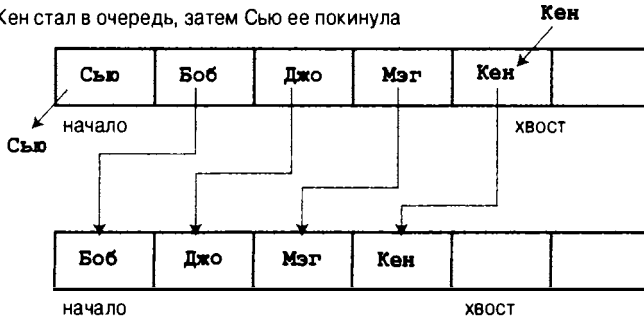 Кен стал в очередь, затем Сью ее покинула
Кен
Сью Боб Джо Мэг Кен
начало хвост
Сью
Боб Джо Мэг Кен
начало хвост